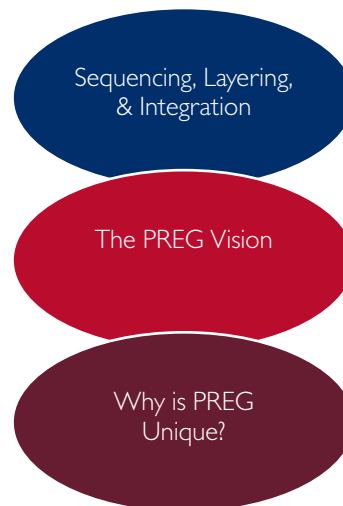 Sequencing, Layering,
& Integration
The PREG Vision
Why is PREG
Unique?